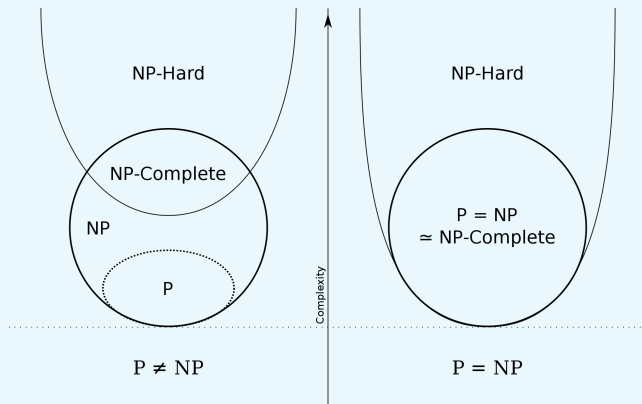 NP-Hard
NP-Complete
NP
P
P ≠ NP
Complexity
NP-Hard
P = NP
≃ NP-Complete
P = NP